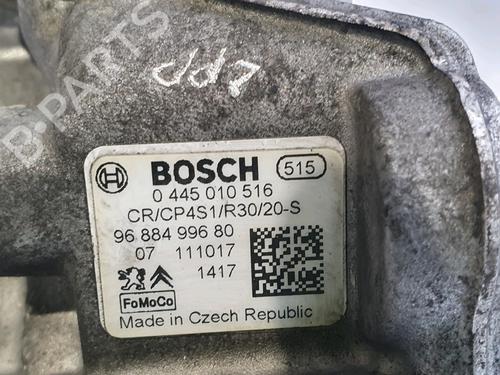 B-PARTS
BOSCH 515
0 445 010 516
CR/CP4S1/R30/20-S
96 884 996 80
07 111017
1417
FoMoCo
Made in Czech Republic